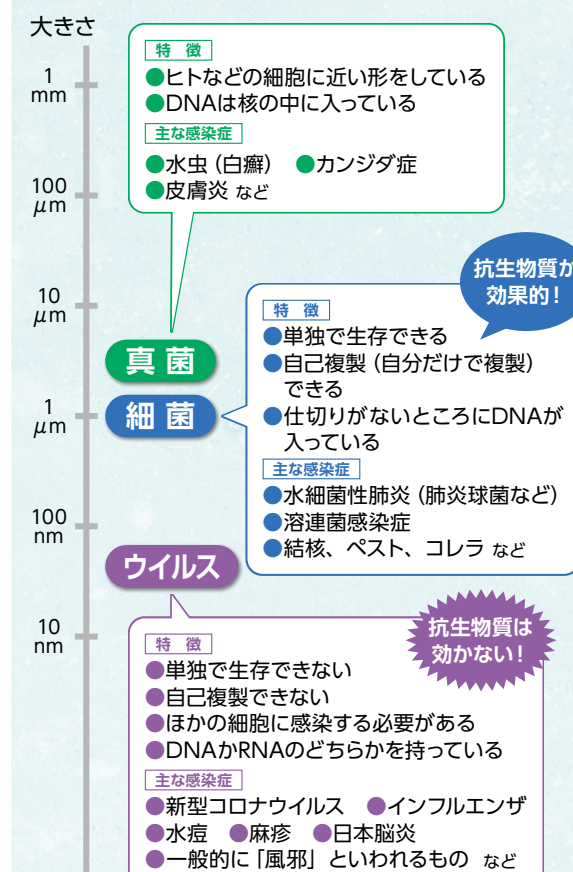 大きさ
1
mm
100
μm
10
μm
1
μm
100
nm
10
nm
特 徴
●ヒトなどの細胞に近い形をしている
●DNAは核の中に入っている
主な感染症
●水虫（白癬） ●カンジダ症
●皮膚炎 など
真菌
抗生物質が
効果的！
特 徴
●単独で生存できる
●自己複製（自分だけで複製）
できる
●仕切りがないところにDNAが
入っている
主な感染症
●水細菌性肺炎（肺炎球菌など）
●溶連菌感染症
●結核、ペスト、コレラ など
細菌
ウイルス
抗生物質は
効かない！
特 徴
●単独で生存できない
●自己複製できない
●ほかの細胞に感染する必要がある
●DNAかRNAのどちらかを持っている
主な感染症
●新型コロナウイルス ●インフルエンザ
●水痘 ●麻疹 ●日本脳炎
●一般的に「風邪」といわれるもの など